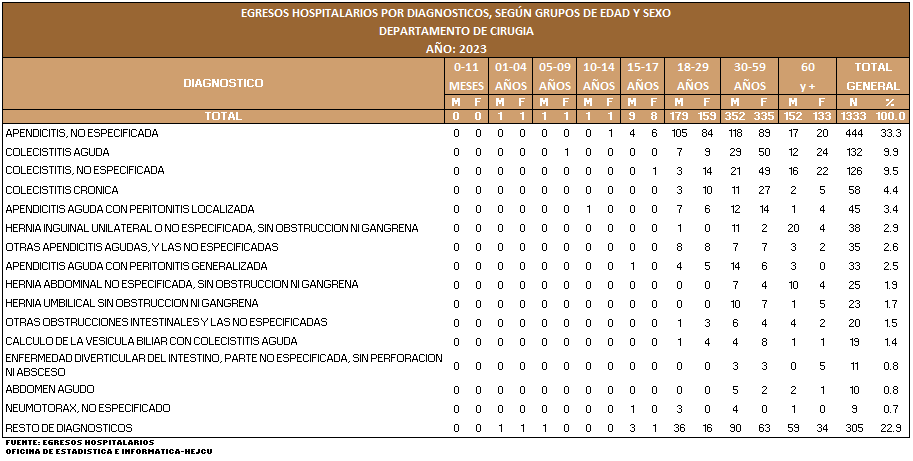 EGRESOS HOSPITALARIOS POR DIAGNOSTICOS, SEGÚN GRUPOS DE EDAD Y SEXO
DEPARTAMENTO DE CIRUGIA
AÑO: 2023
DIAGNOSTICO 0-11 MESES 01-04 AÑOS 05-09 AÑOS 10-14 AÑOS 15-17 AÑOS 18-29 AÑOS 30-59 AÑOS 60 y + TOTAL GENERAL
M F M F M F M F M F M F M F M F N %
TOTAL 0 0 1 1 1 1 1 1 9 8 179 159 352 335 152 133 1333 100.0
APENDICITIS, NO ESPECIFICADA 0 0 0 0 0 0 0 1 4 6 105 84 118 89 17 20 444 33.3
COLECISTITIS AGUDA 0 0 0 0 0 1 0 0 0 0 7 9 29 50 12 24 132 9.9
COLECISTITIS, NO ESPECIFICADA 0 0 0 0 0 0 0 0 0 1 3 14 21 49 16 22 126 9.5
COLECISTITIS CRONICA 0 0 0 0 0 0 0 0 0 0 3 10 11 27 2 5 58 4.4
APENDICITIS AGUDA CON PERITONITIS LOCALIZADA 0 0 0 0 0 0 1 0 0 0 7 6 12 14 1 4 45 3.4
HERNIA INGUINAL UNILATERAL O NO ESPECIFICADA, SIN OBSTRUCCION NI GANGRENA 0 0 0 0 0 0 0 0 0 0 1 0 11 2 20 4 38 2.9
OTRAS APENDICITIS AGUDAS, Y LAS NO ESPECIFICADAS 0 0 0 0 0 0 0 0 0 0 8 8 7 7 3 2 35 2.6
APENDICITIS AGUDA CON PERITONITIS GENERALIZADA 0 0 0 0 0 0 0 0 1 0 4 5 14 6 3 0 33 2.5
HERNIA ABDOMINAL NO ESPECIFICADA, SIN OBSTRUCCION NI GANGRENA 0 0 0 0 0 0 0 0 0 0 0 0 7 4 10 4 25 1.9
HERNIA UMBILICAL SIN OBSTRUCCION NI GANGRENA 0 0 0 0 0 0 0 0 0 0 0 0 10 7 1 5 23 1.7
OTRAS OBSTRUCCIONES INTESTINALES Y LAS NO ESPECIFICADAS 0 0 0 0 0 0 0 0 0 0 1 3 6 4 4 2 20 1.5
CALCULO DE LA VESICULA BILIAR CON COLECISTITIS AGUDA 0 0 0 0 0 0 0 0 0 0 1 4 4 8 1 1 19 1.4
ENFERMEDAD DIVERTICULAR DEL INTESTINO, PARTE NO ESPECIFICADA, SIN PERFORACION
NI ABSCESO 0 0 0 0 0 0 0 0 0 0 0 0 3 3 0 5 11 0.8
ABDOMEN AGUDO 0 0 0 0 0 0 0 0 0 0 0 0 5 2 2 1 10 0.8
NEUMOTORAX, NO ESPECIFICADO 0 0 0 0 0 0 0 0 1 0 3 0 4 0 1 0 9 0.7
RESTO DE DIAGNOSTICOS 0 0 1 1 1 0 0 0 3 1 36 16 90 63 59 34 305 22.9
FUENTE: EGRESOS HOSPITALARIOS
OFICINA DE ESTADISTICA E INFORMATICA-HEJCU